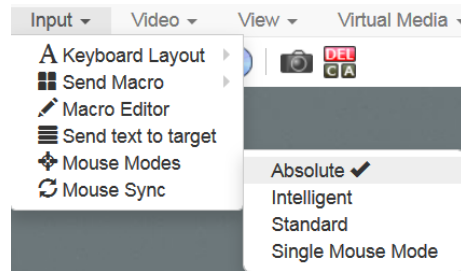 Input Video View Virtual Media
A Keyboard Layout
Send Macro
Macro Editor
Send text to target
Mouse Modes
Mouse Sync
DEL
C A
Absolute
Intelligent
Standard
Single Mouse Mode